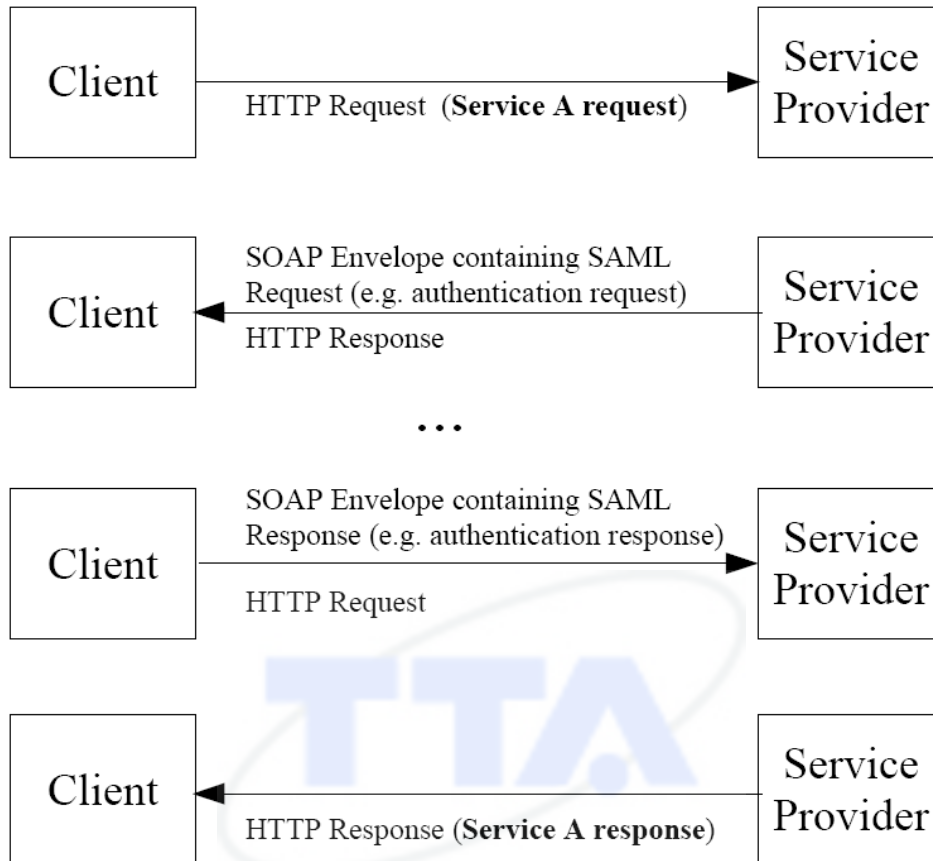 Client
HTTP Request (Service A request)
Service
Provider
SOAP Envelope containing SAML
Request (e.g. authentication request)
Client
HTTP Response
Service
Provider
...
SOAP Envelope containing SAML
Response (e.g. authentication response)
Client
HTTP Request
Service
Provider
TTA
Client
HTTP Response (Service A response)
Service
Provider